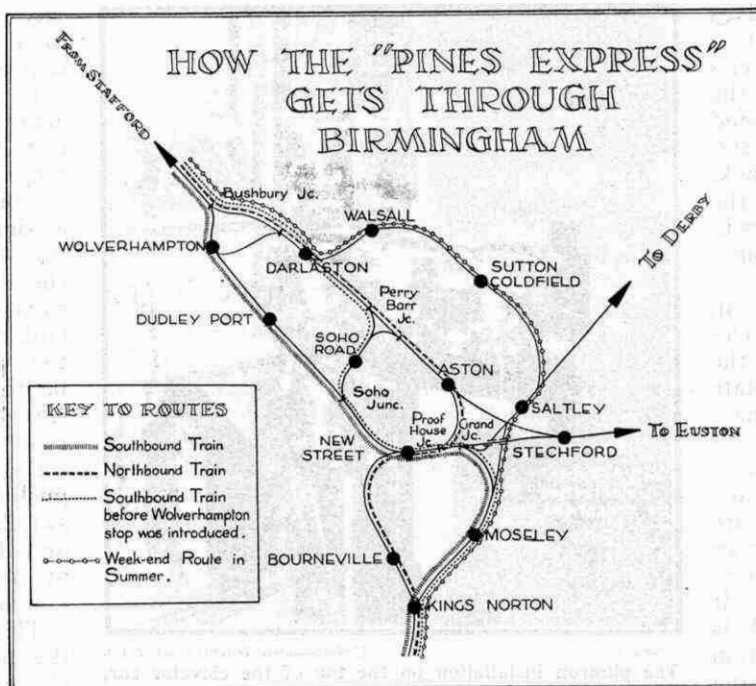 HOW THE "PINES EXPRESS"
GETS THROUGH
BIRMINGHAM
FROM STAFFORD
Bushbury Jc.
WALSALL
WOLVERHAMPTON
DARLASTON
TO DERBY
SUTTON
COLDFIELD
Perry
Barr
Jc.
DUDLEY PORT
SOHO
ROAD
ASTON
Soho
Junc.
SALTLEY
Proof
House
Jc.
Grand
Jc.
NEW
STREET
TO EUSTON
STECHFORD
MOSELEY
BOURNEVILLE
KINGS NORTON
KEY TO ROUTES
Southbound Train
Northbound Train
Southbound Train
before Wolverhampton
stop was introduced.
Week-end Route in
Summer.